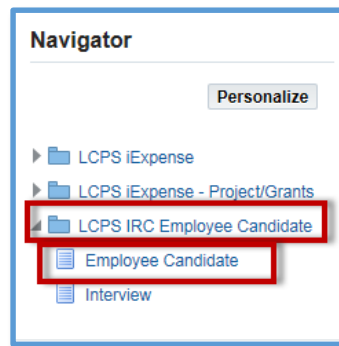 Navigator
Personalize
LCPS iExpense
LCPS iExpense - Project/Grants
LCPS IRC Employee Candidate
Employee Candidate
Interview